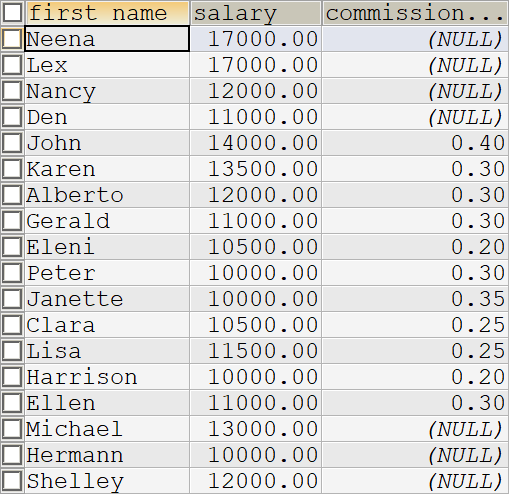 first_name salary commission...
Neena 17000.00 (NULL)
Lex 17000.00 (NULL)
Nancy 12000.00 (NULL)
Den 11000.00 (NULL)
John 14000.00 0.40
Karen 13500.00 0.30
Alberto 12000.00 0.30
Gerald 11000.00 0.30
Eleni 10500.00 0.20
Peter 10000.00 0.30
Janette 10000.00 0.35
Clara 10500.00 0.25
Lisa 11500.00 0.25
Harrison 10000.00 0.20
Ellen 11000.00 0.30
Michael 13000.00 (NULL)
Hermann 10000.00 (NULL)
Shelley 12000.00 (NULL)